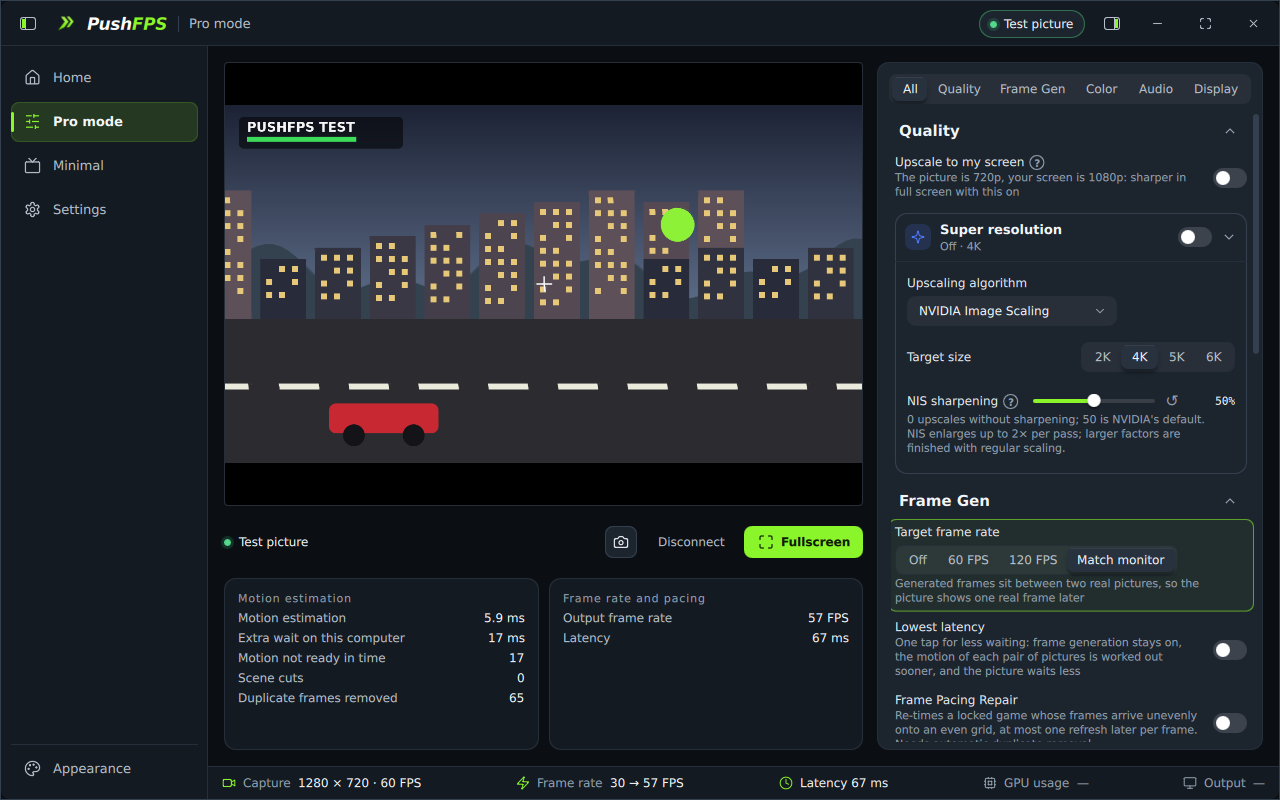 PushFPS
Pro mode
Test picture
Home
Pro mode
Minimal
Settings
Appearance
PUSHFPS TEST
Test picture
Disconnect
Fullscreen
Motion estimation
Motion estimation 5.9 ms
Extra wait on this computer 17 ms
Motion not ready in time 17
Scene cuts 0
Duplicate frames removed 65
Frame rate and pacing
Output frame rate 57 FPS
Latency 67 ms
All Quality Frame Gen Color Audio Display
Quality
Upscale to my screen ?
The picture is 720p, your screen is 1080p: sharper in
full screen with this on
Super resolution
Off · 4K
Upscaling algorithm
NVIDIA Image Scaling
Target size 2K 4K 5K 6K
NIS sharpening ? 50%
0 upscales without sharpening; 50 is NVIDIA's default.
NIS enlarges up to 2× per pass; larger factors are
finished with regular scaling.
Frame Gen
Target frame rate
Off 60 FPS 120 FPS Match monitor
Generated frames sit between two real pictures, so the
picture shows one real frame later
Lowest latency
One tap for less waiting: frame generation stays on,
the motion of each pair of pictures is worked out
sooner, and the picture waits less
Frame Pacing Repair
Re-times a locked game whose frames arrive unevenly
onto an even grid, at most one refresh later per frame.
Capture 1280 × 720 · 60 FPS
Frame rate 30 → 57 FPS
Latency 67 ms
GPU usage —
Output —